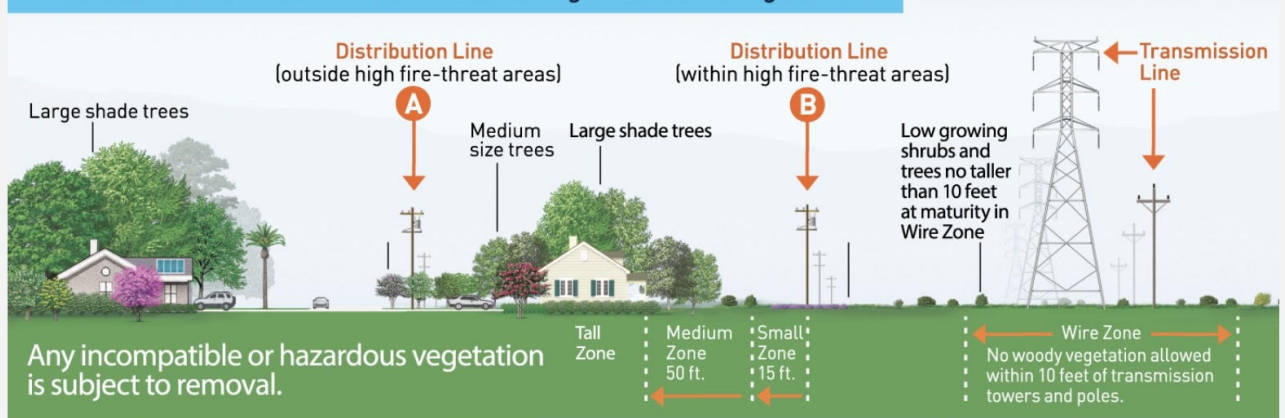 Distribution Line
(outside high fire-threat areas)
A
Distribution Line
(within high fire-threat areas)
B
Transmission
Line
Large shade trees
Medium
size trees
Large shade trees
Low growing
shrubs and
trees no taller
than 10 feet
at maturity in
Wire Zone
Any incompatible or hazardous vegetation
is subject to removal.
Tall
Zone
Medium
Zone
50 ft.
Small
Zone
15 ft.
Wire Zone
No woody vegetation allowed
within 10 feet of transmission
towers and poles.